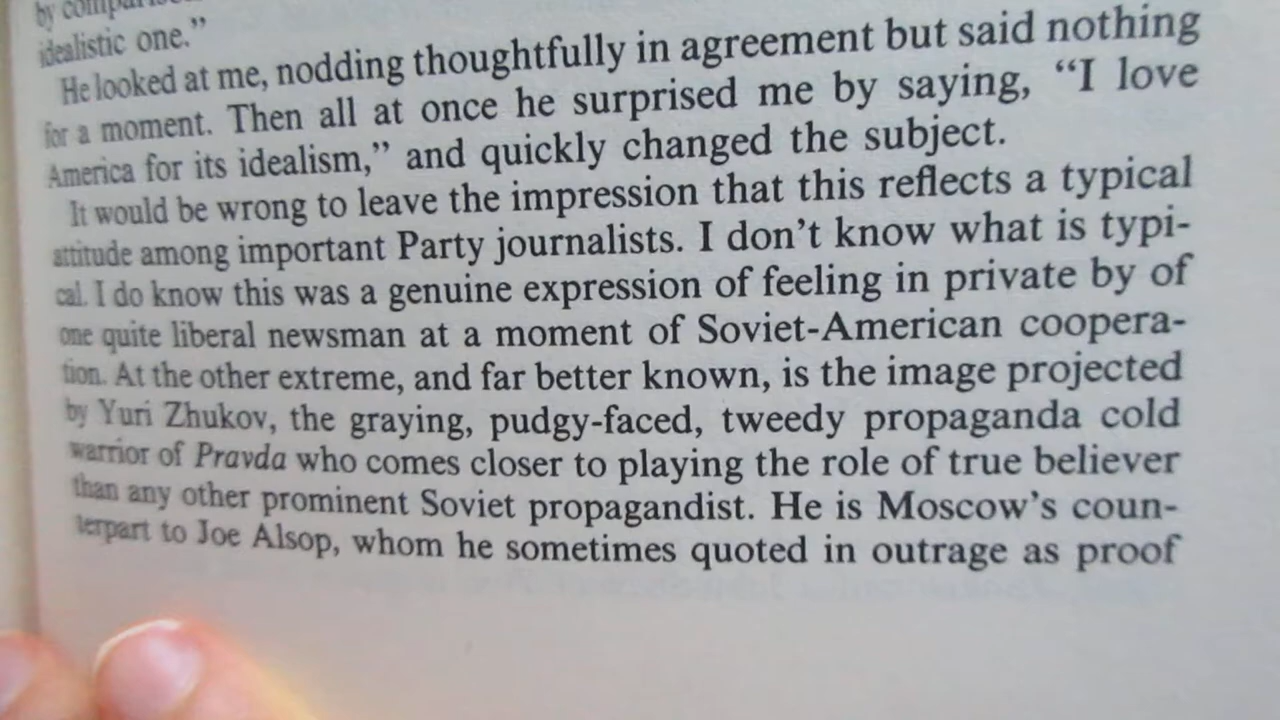 by
idealistic one.”
He looked at me, nodding thoughtfully in agreement but said nothing
for a moment. Then all at once he surprised me by saying, “I love
America for its idealism,” and quickly changed the subject.
It would be wrong to leave the impression that this reflects a typical
attitude among important Party journalists. I don’t know what is typi-
cal. I do know this was a genuine expression of feeling in private by of
one quite liberal newsman at a moment of Soviet-American coopera-
tion. At the other extreme, and far better known, is the image projected
by Yuri Zhukov, the graying, pudgy-faced, tweedy propaganda cold
warrior of Pravda who comes closer to playing the role of true believer
than any other prominent Soviet propagandist. He is Moscow’s coun-
terpart to Joe Alsop, whom he sometimes quoted in outrage as proof